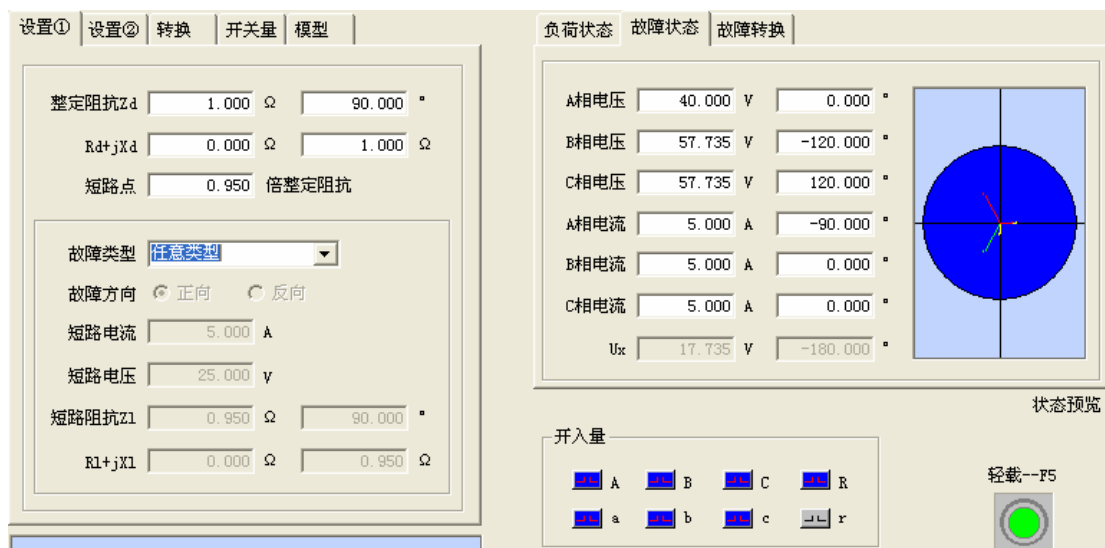 设置① 设置② 转换 开关量 模型
整定阻抗Zd 1.000 Ω 90.000 °
Rd+jXd 0.000 Ω 1.000 Ω
短路点 0.950 倍整定阻抗
故障类型 任意类型
故障方向 正向 反向
短路电流 5.000 A
短路电压 25.000 V
短路阻抗Zl 0.950 Ω 90.000 °
Rl+jXl 0.000 Ω 0.950 Ω
负荷状态 故障状态 故障转换
A相电压 40.000 V 0.000 °
B相电压 57.735 V -120.000 °
C相电压 57.735 V 120.000 °
A相电流 5.000 A -90.000 °
B相电流 5.000 A 0.000 °
C相电流 5.000 A 0.000 °
Ux 17.735 V -180.000 °
状态预览
开入量
A B C R
a b c r
轻载--F5